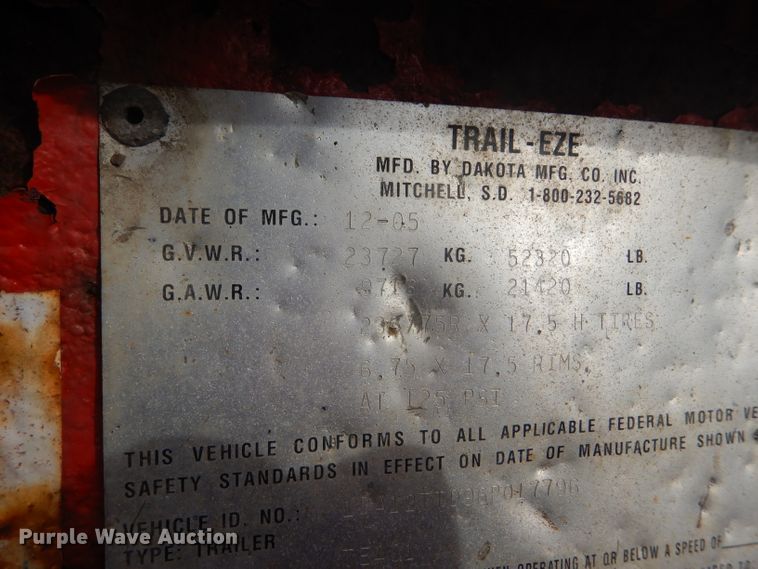 TRAIL-EZE
MFD. BY DAKOTA MFG. CO. INC.
MITCHELL, S.D. 1-800-232-5682
DATE OF MFG.: 12-05
G.V.W.R.: 23727 KG. 52320 LB.
G.A.W.R.: KG. 21420 LB.
X 17.5 H TIRES
6.75 X 17.5 RIMS
AT 125 PSI
THIS VEHICLE CONFORMS TO ALL APPLICABLE FEDERAL MOTOR VE
SAFETY STANDARDS IN EFFECT ON DATE OF MANUFACTURE SHOWN
VEHICLE ID. NO.:
TYPE: TRAILER
OPERATING AT OR BELOW A SPEED OF
Purple Wave Auction